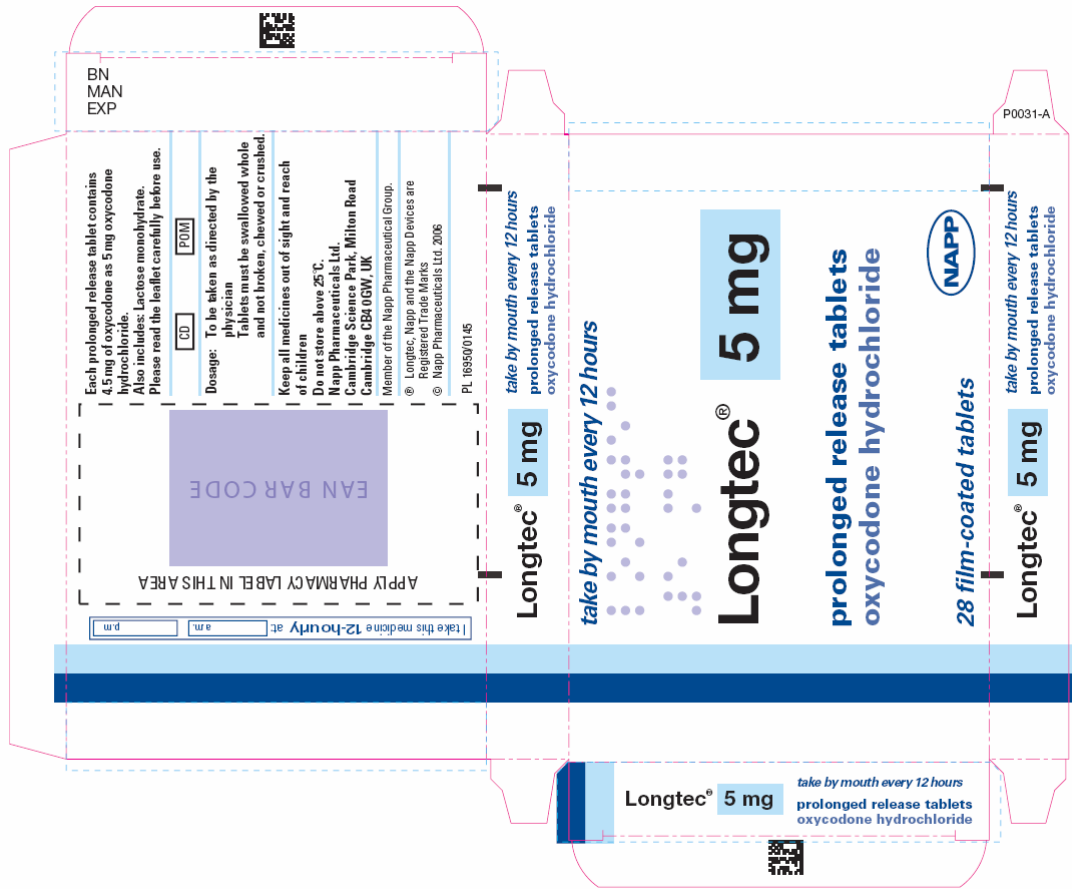 BN
MAN
EXP
Each prolonged release tablet contains
4.5 mg of oxycodone as 5 mg oxycodone
hydrochloride.
Also includes: Lactose monohydrate.
Please read the leaflet carefully before use.
CD POM
Dosage: To be taken as directed by the
physician
Tablets must be swallowed whole
and not broken, chewed or crushed.
Keep all medicines out of sight and reach
of children
Do not store above 25°C.
Napp Pharmaceuticals Ltd.
Cambridge Science Park, Milton Road
Cambridge CB4 0GW, UK
Member of the Napp Pharmaceutical Group.
® Longtec, Napp and the Napp Devices are
Registered Trade Marks
© Napp Pharmaceuticals Ltd. 2006
PL 16950/0145
EAN BAR CODE
APPLY PHARMACY LABEL IN THIS AREA
I take this medicine 12-hourly at: a.m. p.m
Longtec® 5 mg
take by mouth every 12 hours
prolonged release tablets
oxycodone hydrochloride
take by mouth every 12 hours
Longtec® 5 mg
prolonged release tablets
oxycodone hydrochloride
28 film-coated tablets
NAPP
P0031-A
Longtec® 5 mg
take by mouth every 12 hours
prolonged release tablets
oxycodone hydrochloride
Longtec® 5 mg
take by mouth every 12 hours
prolonged release tablets
oxycodone hydrochloride